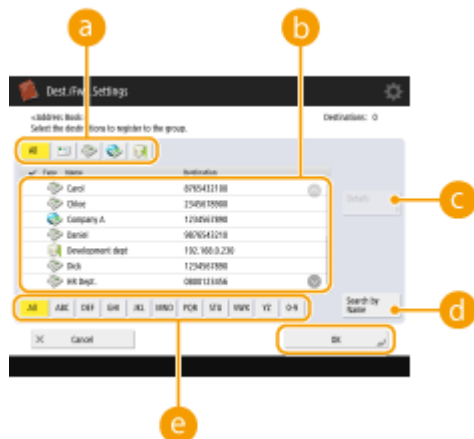 a
b
Dest./Fwd. Settings
<Address Book>
Destinations: 0
Select the destinations to register to the group.
All
Type Name Destination
Carol 8765432100
Chloe 2345678900
Details
c
Company A 1234567890
Daniel 9876543210
Development dept 192.168.0.230
Dick 1234567890
HR Dept. 0800123456
All ABC DEF GHI JKL MNO PQR STU VWX YZ 0-9
Search by
Name
d
Cancel
OK
e